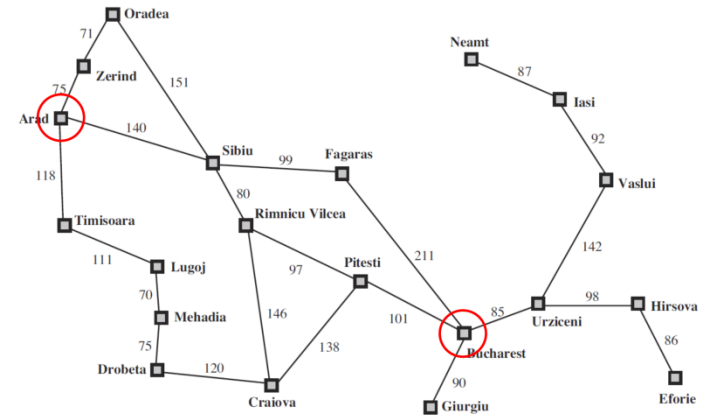 Oradea
71
Neamt
87
Zerind
75
151
Iasi
Arad
140
92
Sibiu
99
Fagaras
118
80
Vaslui
Timisoara
Rimnicu Vilcea
111
Lugoj
97
Pitesti
211
142
70
146
101
85
98
Hirsova
Mehadia
Urziceni
138
86
75
Bucharest
Drobeta
120
90
Craiova
Giurgiu
Eforie